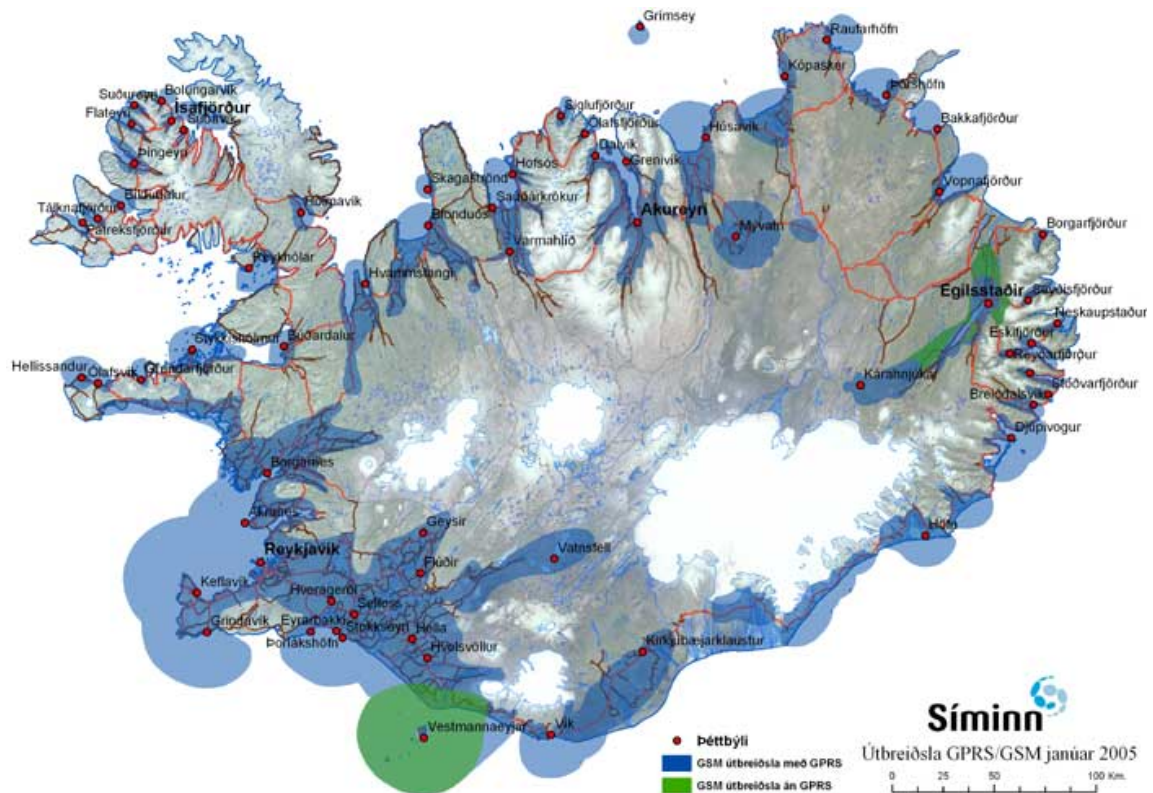 Grímsey
Raufarhöfn
Kópasker
Þórshöfn
Bolungarvík
Ísafjörður
Siglufjörður
Ólafsfjörður
Húsavík
Bakkafjörður
Dalvík
Grenivík
Þingeyri
Hofsós
Skagaströnd
Vopnafjörður
Bíldudalur
Sauðárkrókur
Tálknafjörður
Patreksfjörður
Hólmavík
Blönduós
Akureyri
Mývatn
Borgarfjörður
Varmahlíð
Reykhólar
Hvammstangi
Egilsstaðir
Seyðisfjörður
Neskaupstaður
Stykkishólmur
Búðardalur
Eskifjörður
Reyðarfjörður
Hellissandur
Ólafsvík
Grundarfjörður
Kárahnjúkar
Stöðvarfjörður
Breiðdalsvík
Djúpivogur
Borgarnes
Akranes
Geysir
Höfn
Reykjavík
Vatnsfell
Flúðir
Keflavík
Hveragerði
Selfoss
Grindavík
Eyrarbakki
Stokkseyri
Hella
Þorlákshöfn
Hvolsvöllur
Kirkjubæjarklaustur
Vestmannaeyjar
Vík
Síminn
Þéttbýli
GSM útbreiðsla með GPRS
GSM útbreiðsla án GPRS
Útbreiðsla GPRS/GSM janúar 2005
0 25 50 100 Km.